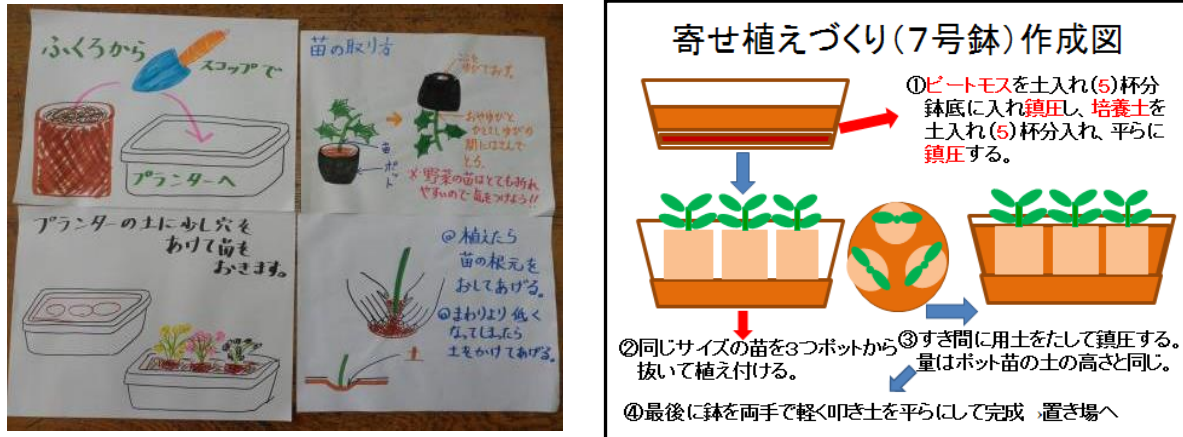 ふくろから
スコップで
プランターへ
苗の取り方
苗を
ゆびでおす。
おやゆびと
ひとさしゆびの
間にはさんで
とる。
苗
ポット
※野菜の苗はとても折れ
やすいので気をつけよう!!
プランターの土に少し穴を
あけて苗を
おきます。
◎植えたら
苗の根元を
おしてあげる。
◎まわりより低く
なってしまったら
土をかけてあげる。
土
寄せ植えづくり(7号鉢)作成図
①ピートモスを土入れ(5)杯分
鉢底に入れ鎮圧し、培養土を
土入れ(5)杯分入れ、平らに
鎮圧する。
②同じサイズの苗を3つポットから
抜いて植え付ける。
③すき間に用土をたして鎮圧する。
量はポット苗の土の高さと同じ。
④最後に鉢を両手で軽く叩き土を平らにして完成→置き場へ